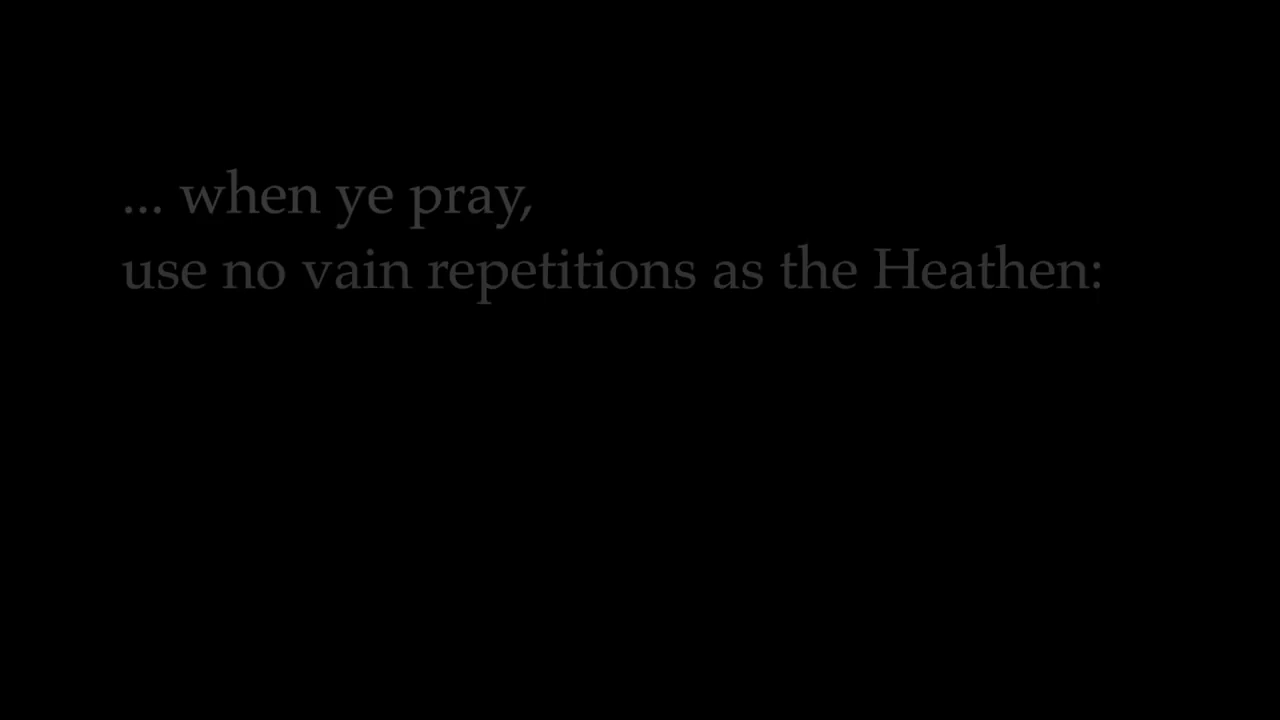 ... when ye pray,
use no vain repetitions as the Heathen: